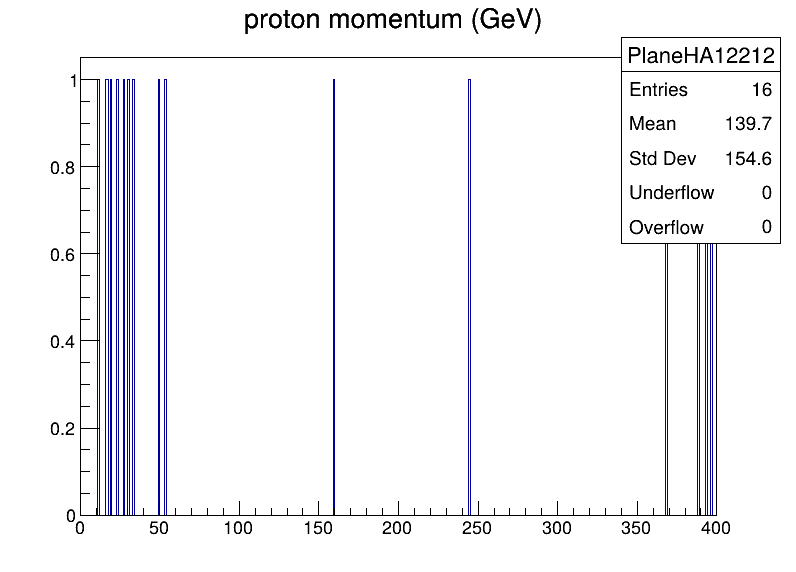 proton momentum (GeV)
PlaneHA12212
Entries 16
Mean 139.7
Std Dev 154.6
Underflow 0
Overflow 0
1
0.8
0.6
0.4
0.2
0
0 50 100 150 200 250 300 350 400